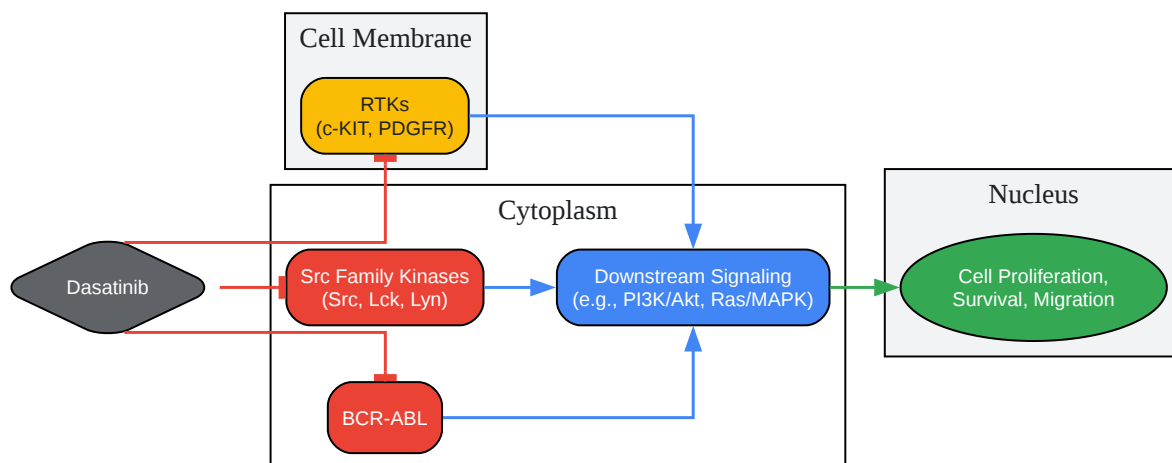 Cell Membrane
RTKs
(c-KIT, PDGFR)
Cytoplasm
Nucleus
Dasatinib
Src Family Kinases
(Src, Lck, Lyn)
Downstream Signaling
(e.g., PI3K/Akt, Ras/MAPK)
Cell Proliferation,
Survival, Migration
BCR-ABL